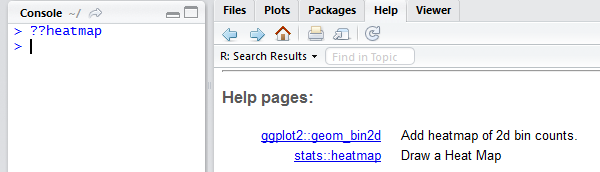 Console ~/
> ??heatmap
>
Files Plots Packages Help Viewer
R: Search Results Find in Topic
Help pages:
ggplot2::geom_bin2d Add heatmap of 2d bin counts.
stats::heatmap Draw a Heat Map